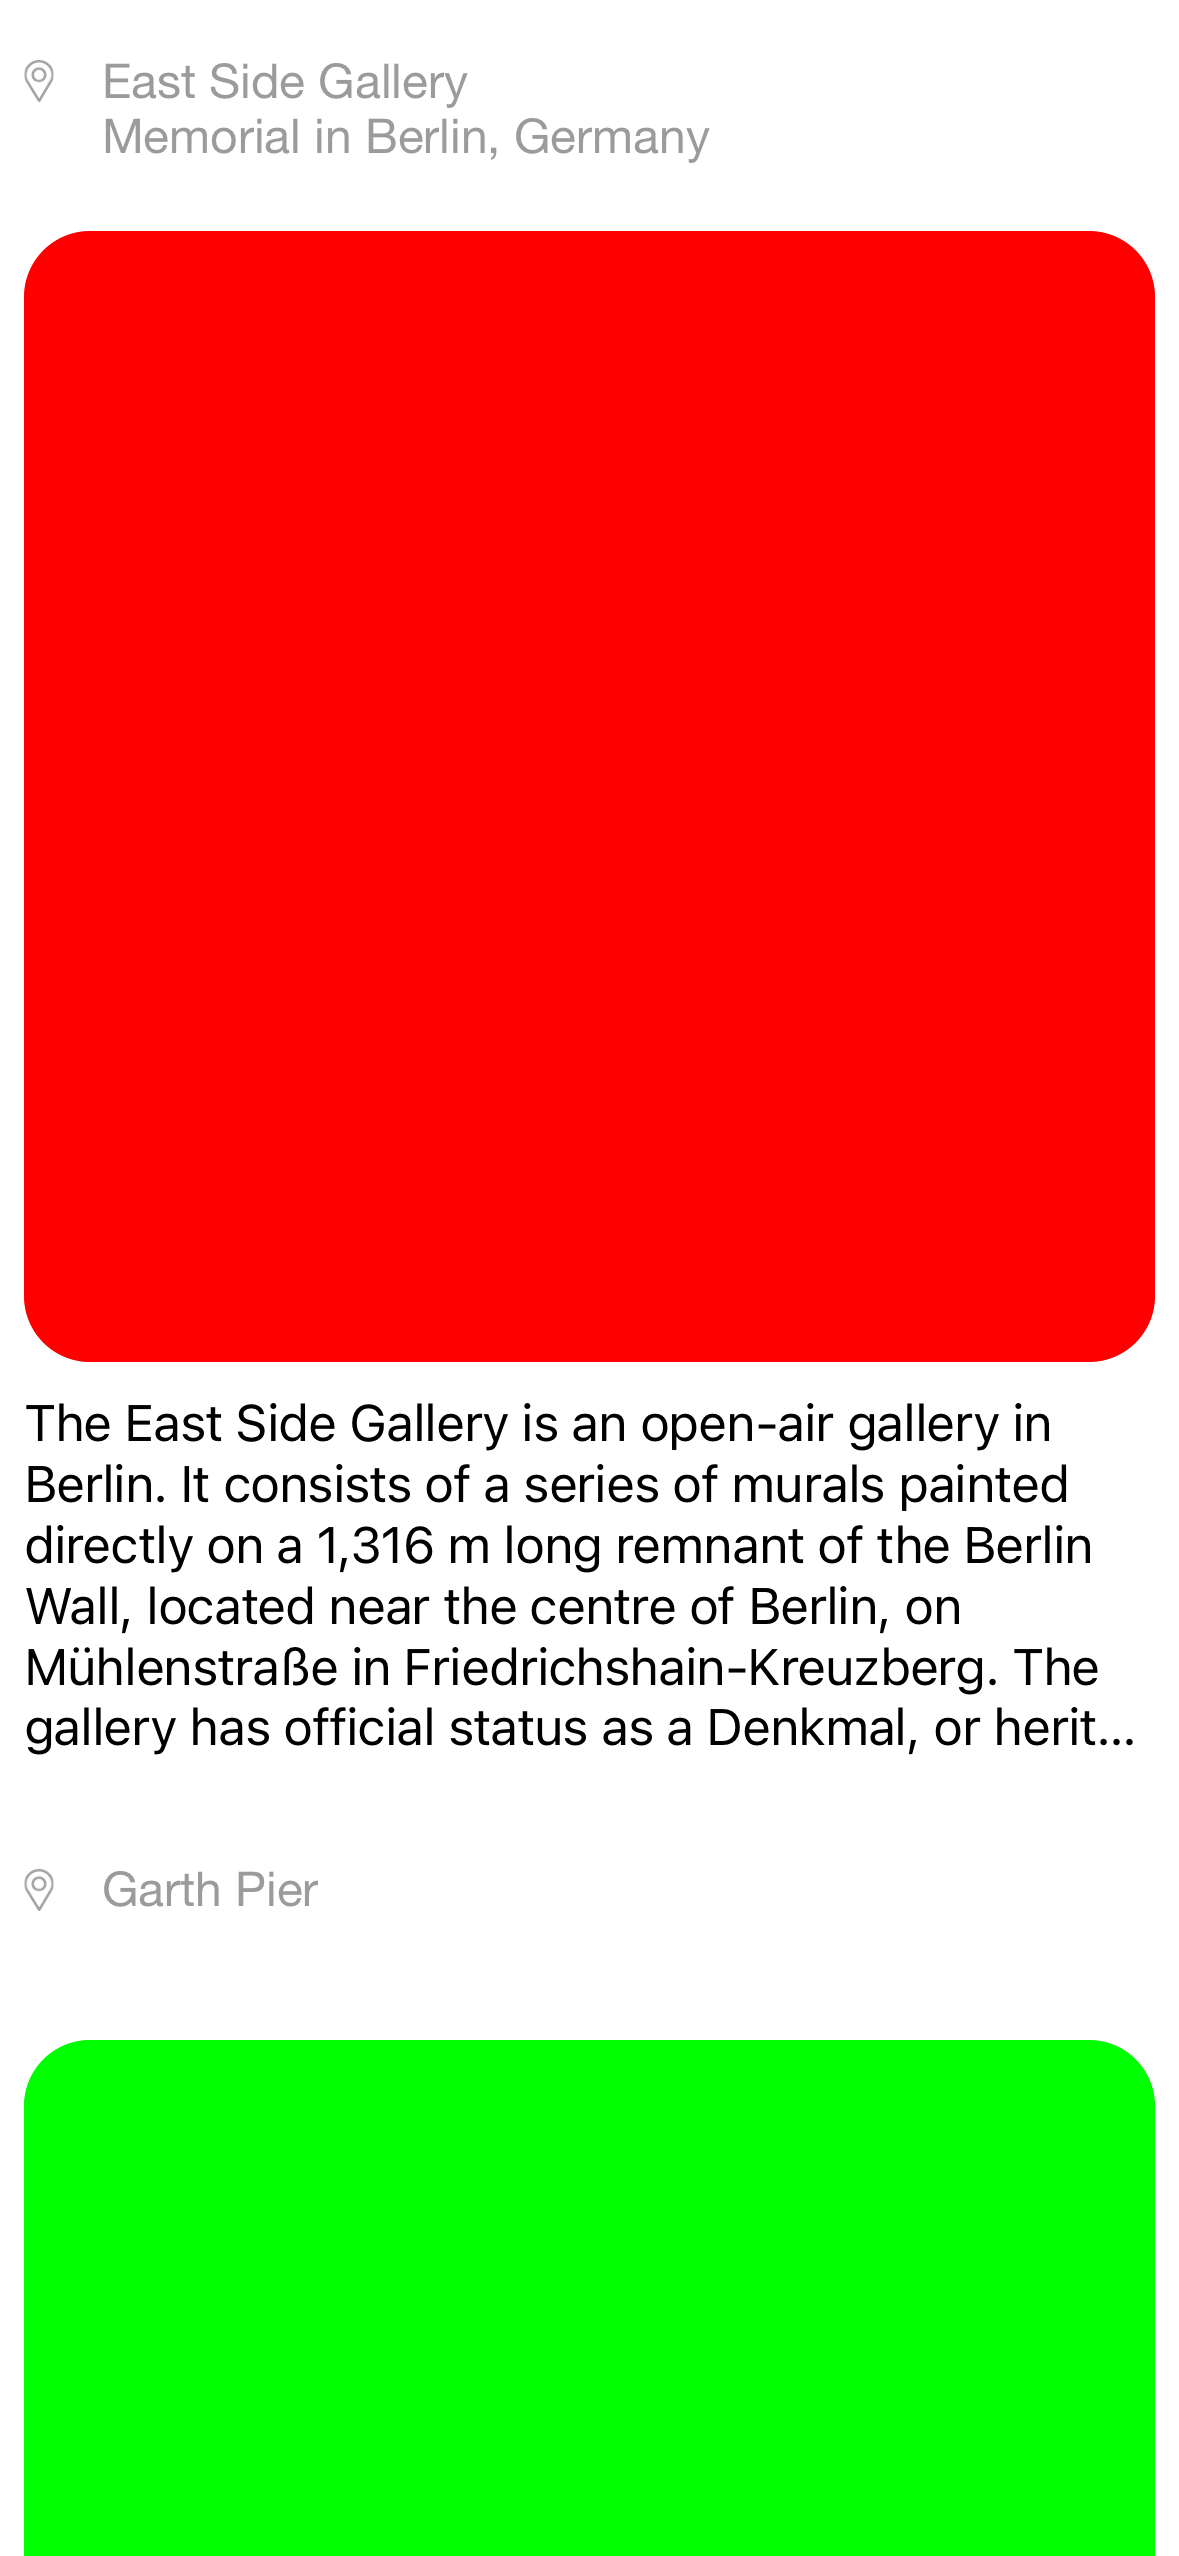 East Side Gallery
Memorial in Berlin, Germany
The East Side Gallery is an open-air gallery in
Berlin. It consists of a series of murals painted
directly on a 1,316 m long remnant of the Berlin
Wall, located near the centre of Berlin, on
Mühlenstraße in Friedrichshain-Kreuzberg. The
gallery has official status as a Denkmal, or herit...
Garth Pier